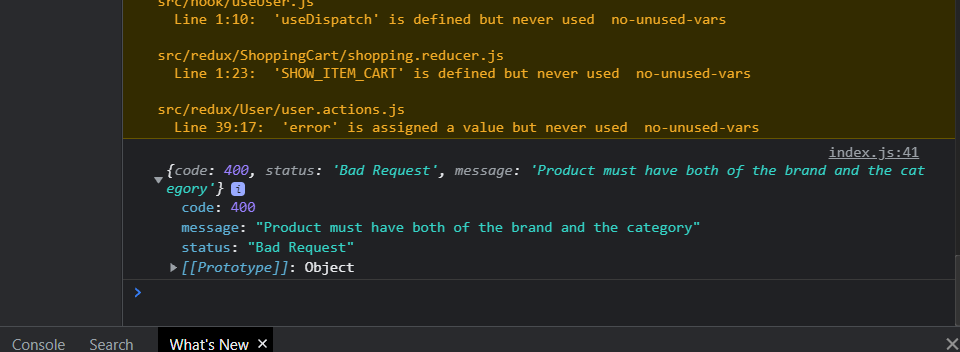 src/hook/useUser.js
Line 1:10:  'useDispatch' is defined but never used  no-unused-vars
src/redux/ShoppingCart/shopping.reducer.js
Line 1:23:  'SHOW_ITEM_CART' is defined but never used  no-unused-vars
src/redux/User/user.actions.js
Line 39:17:  'error' is assigned a value but never used  no-unused-vars
index.js:41
{code: 400, status: 'Bad Request', message: 'Product must have both of the brand and the cat
egory'} i
code: 400
message: "Product must have both of the brand and the category"
status: "Bad Request"
[[Prototype]]: Object
Console Search What's New